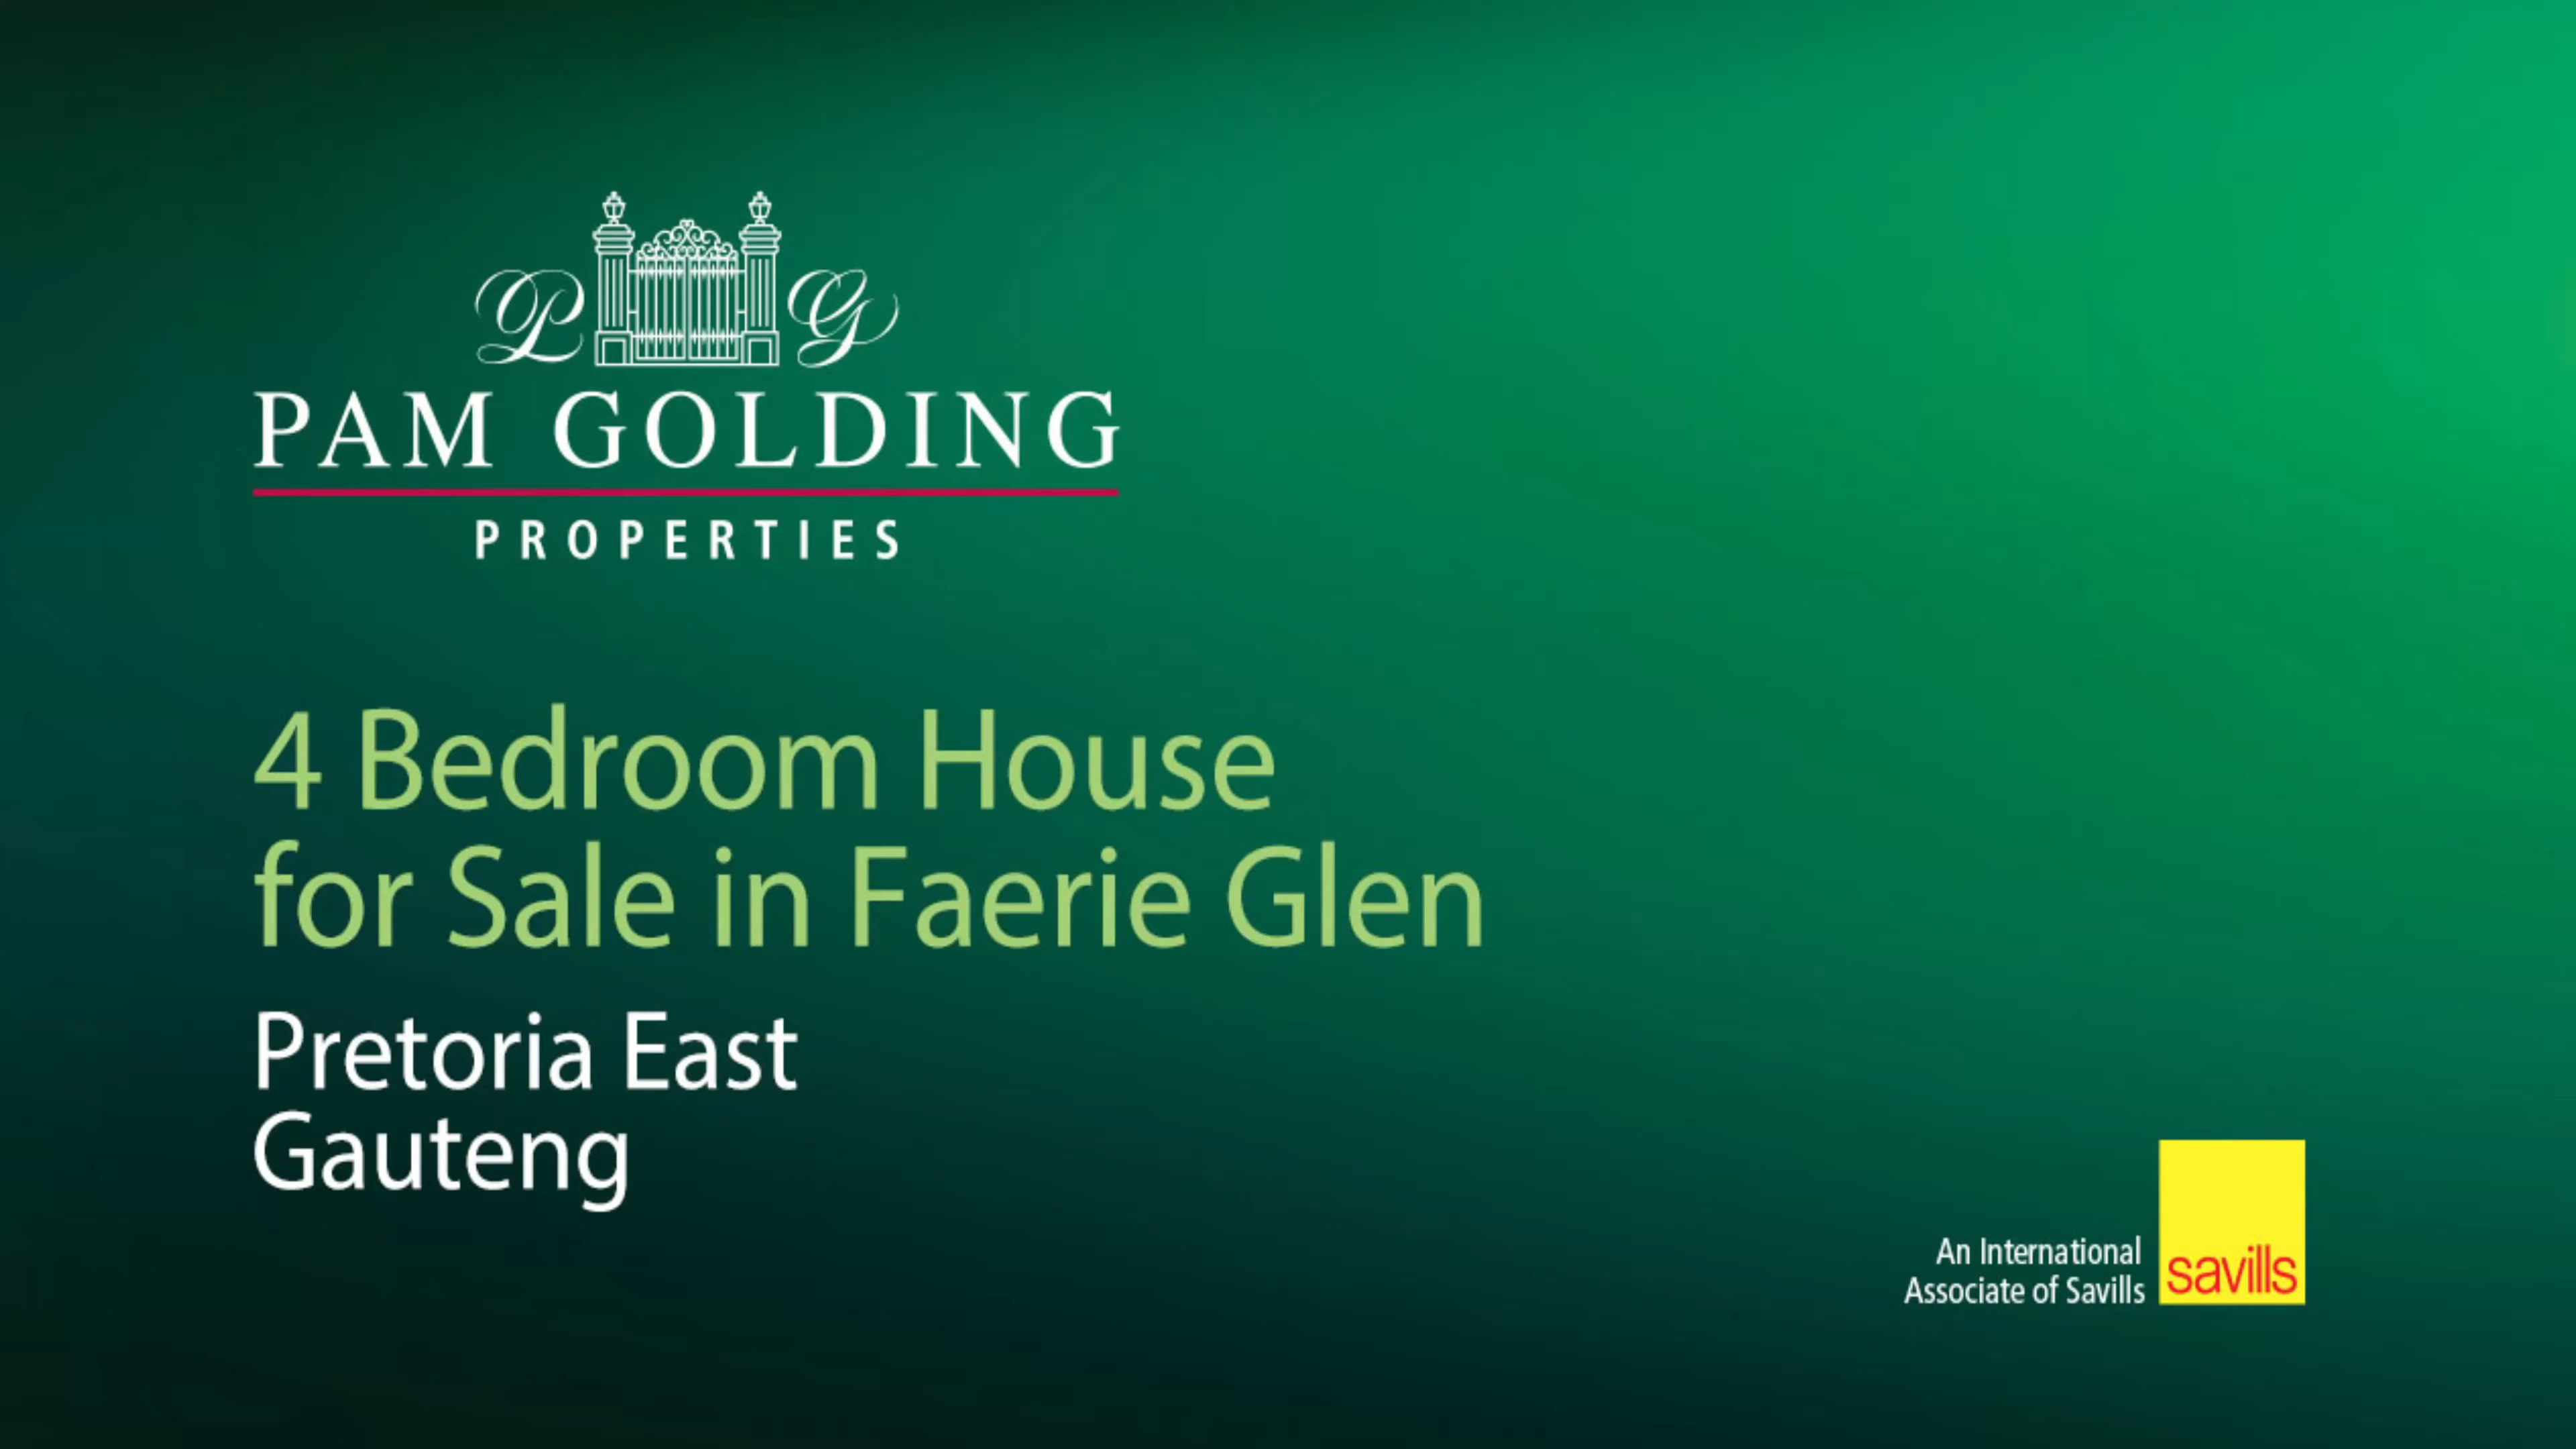 P G
PAM GOLDING
PROPERTIES
4 Bedroom House
for Sale in Faerie Glen
Pretoria East
Gauteng
An International
Associate of Savills
savills